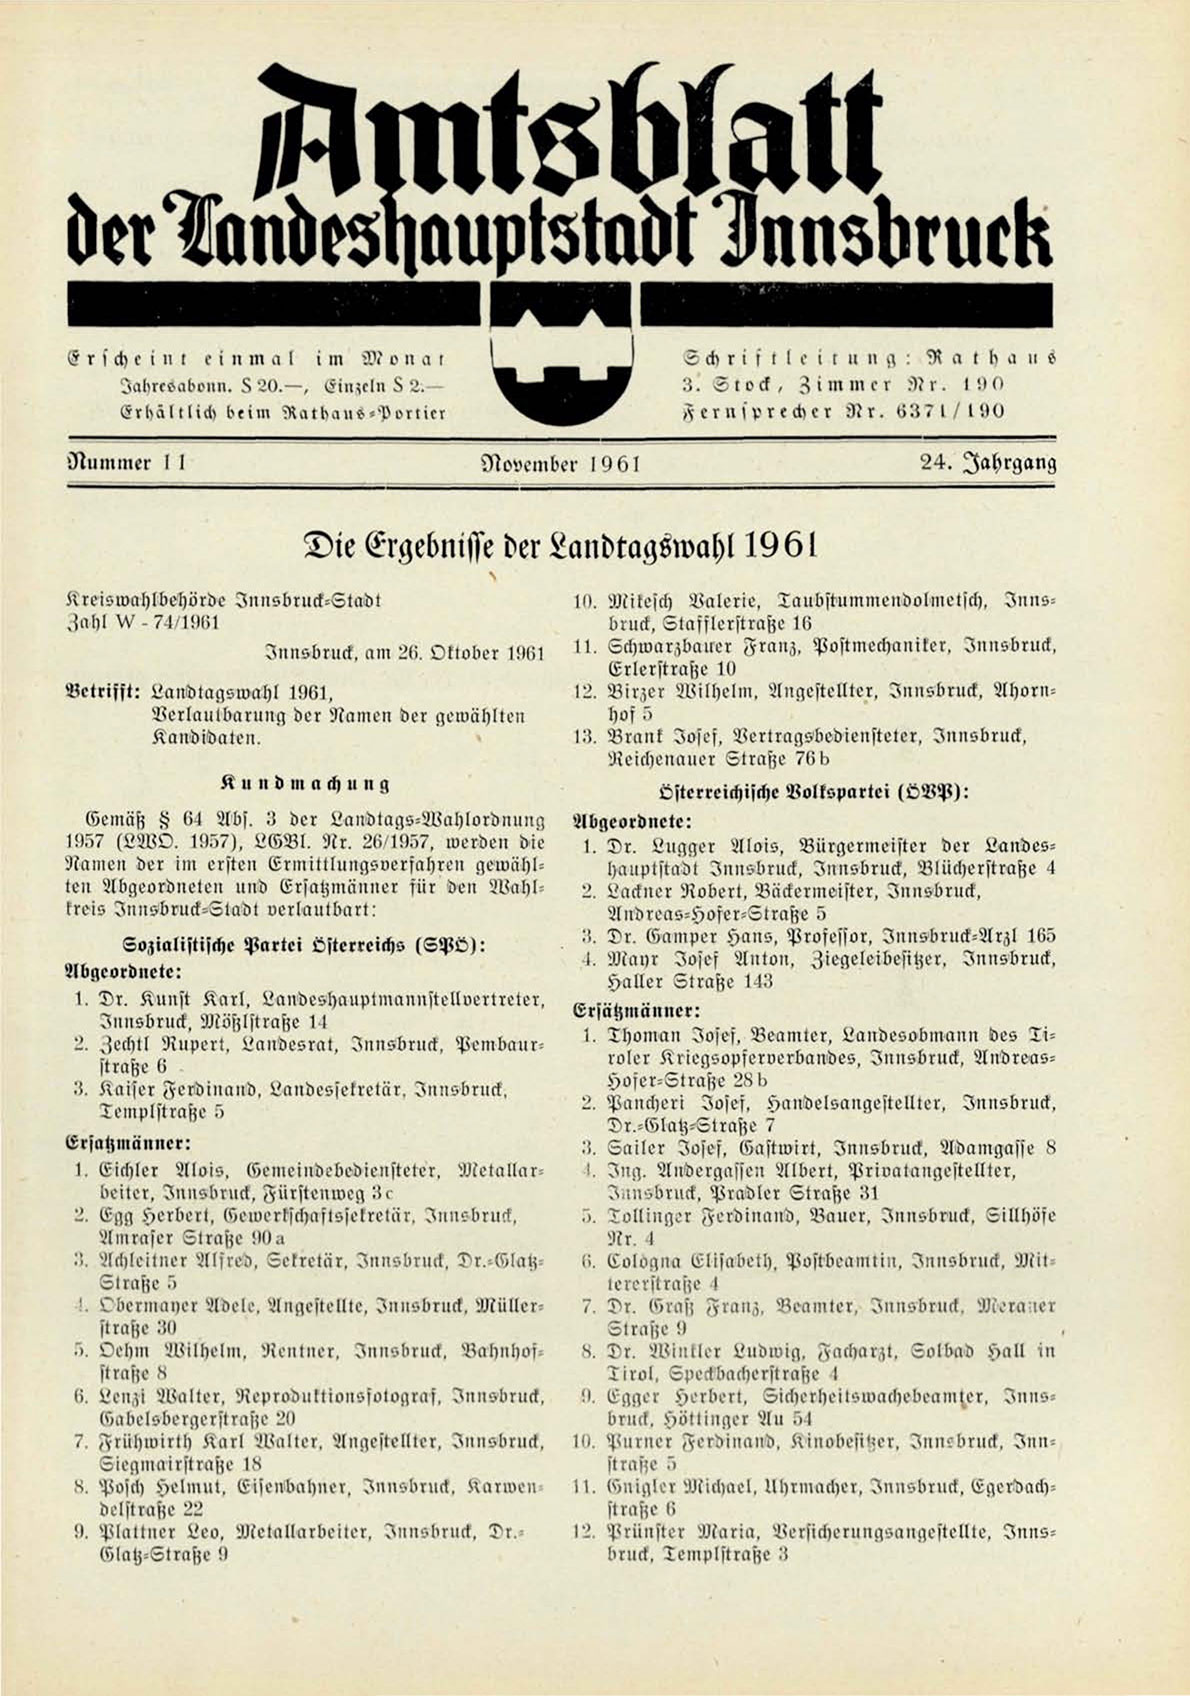 Amtsblatt
der Landeshauptstadt Innsbruck
Erscheint einmal im Monat
Jahresabonn. S 20.—, Einzeln S 2.—
Erhältlich beim Rathaus-Portier
Schriftleitung: Rathaus
3. Stock, Zimmer Nr. 190
Fernsprecher Nr. 6371/190
Nummer 11
November 1961
24. Jahrgang
Die Ergebnisse der Landtagswahl 1961
Kreiswahlbehörde Innsbruck-Stadt
Zahl W - 74/1961
Innsbruck, am 26. Oktober 1961
Betrifft: Landtagswahl 1961,
Verlautbarung der Namen der gewählten
Kandidaten.
Kundmachung
Gemäß § 64 Abs. 3 der Landtags-Wahlordnung
1957 (LWO. 1957), LGBl. Nr. 26/1957, werden die
Namen der im ersten Ermittlungsverfahren gewähl-
ten Abgeordneten und Ersatzmänner für den Wahl-
kreis Innsbruck-Stadt verlautbart:
Sozialistische Partei Österreichs (SPÖ):
Abgeordnete:
1. Dr. Kunst Karl, Landeshauptmannstellvertreter,
Innsbruck, Mößlstraße 14
2. Zechtl Rupert, Landesrat, Innsbruck, Pembaur-
straße 6
3. Kaiser Ferdinand, Landessekretär, Innsbruck,
Templstraße 5
Ersatzmänner:
1. Eichler Alois, Gemeindebediensteter, Metallar-
beiter, Innsbruck, Fürstenweg 3c
2. Egg Herbert, Gewerkschaftssekretär, Innsbruck,
Amraser Straße 90a
3. Achleitner Alfred, Sekretär, Innsbruck, Dr.-Glatz-
Straße 5
4. Obermayer Adele, Angestellte, Innsbruck, Müller-
straße 30
5. Oehm Wilhelm, Rentner, Innsbruck, Bahnhof-
straße 8
6. Lenzi Walter, Reproduktionsfotograf, Innsbruck,
Gabelsbergerstraße 20
7. Frühwirth Karl Walter, Angestellter, Innsbruck,
Siegmairstraße 18
8. Posch Helmut, Eisenbahner, Innsbruck, Karwen-
delstraße 22
9. Plattner Leo, Metallarbeiter, Innsbruck, Dr.-
Glatz-Straße 9
10. Mikesch Valerie, Taubstummendolmetsch, Inns-
bruck, Stafflerstraße 16
11. Schwarzbauer Franz, Postmechaniker, Innsbruck,
Erlerstraße 10
12. Birzer Wilhelm, Angestellter, Innsbruck, Ahorn-
hof 5
13. Brank Josef, Vertragsbediensteter, Innsbruck,
Reichenauer Straße 76b
Österreichische Volkspartei (ÖVP):
Abgeordnete:
1. Dr. Lugger Alois, Bürgermeister der Landes-
hauptstadt Innsbruck, Innsbruck, Blücherstraße 4
2. Lackner Robert, Bäckermeister, Innsbruck,
Andreas-Hofer-Straße 5
3. Dr. Gamper Hans, Professor, Innsbruck-Arzl 165
4. Mayr Josef Anton, Ziegeleibesitzer, Innsbruck,
Haller Straße 143
Ersätzmänner:
1. Thoman Josef, Beamter, Landesobmann des Ti-
roler Kriegsopferverbandes, Innsbruck, Andreas-
Hofer-Straße 28b
2. Pancheri Josef, Handelsangestellter, Innsbruck,
Dr.-Glatz-Straße 7
3. Sailer Josef, Gastwirt, Innsbruck, Adamgasse 8
4. Ing. Andergassen Albert, Privatangestellter,
Innsbruck, Pradler Straße 31
5. Tollinger Ferdinand, Bauer, Innsbruck, Sillhöfe
Nr. 4
6. Cologna Elisabeth, Postbeamtin, Innsbruck, Mit-
tererstraße 4
7. Dr. Graß Franz, Beamter, Innsbruck, Meraner
Straße 9
8. Dr. Winkler Ludwig, Facharzt, Solbad Hall in
Tirol, Speckbacherstraße 4
9. Egger Herbert, Sicherheitswachebeamter, Inns-
bruck, Höttinger Au 54
10. Purner Ferdinand, Kinobesitzer, Innsbruck, Inn-
straße 5
11. Gnigler Michael, Uhrmacher, Innsbruck, Egerdach-
straße 6
12. Prünster Maria, Versicherungsangestellte, Inns-
bruck, Templstraße 3